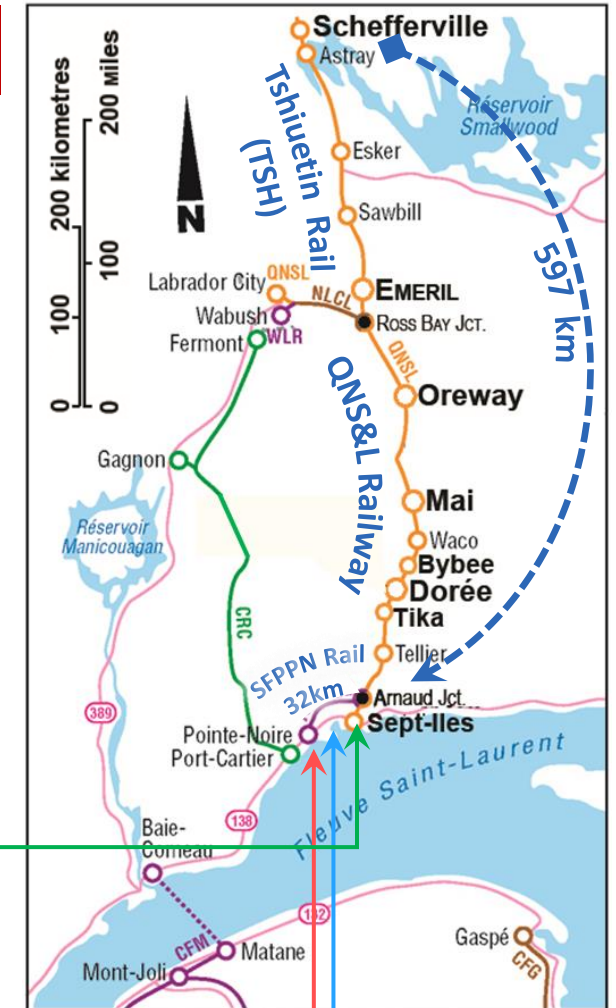 Schefferville
Astray
Réservoir
Smallwood
200 kilometres
100
0
200 MILES
100
0
N
Tshiuetin Rail
(TSH)
Esker
Sawbill
597 km
Labrador City
QNSL
NLCL
EMERIL
Wabush
WLR
ROSS BAY JCT.
Fermont
QNSL
Oreway
QNS&L Railway
Gagnon
Mai
Réservoir
Manicouagan
Waco
Bybee
Dorée
Tika
CRC
Tellier
SFPPN Rail
32km
Arnaud Jct.
389
Sept-Iles
Pointe-Noire
Port-Cartier
Fleuve Saint-Laurent
138
Baie-
Comeau
132
CFM
Matane
Mont-Joli
Gaspé
CFG